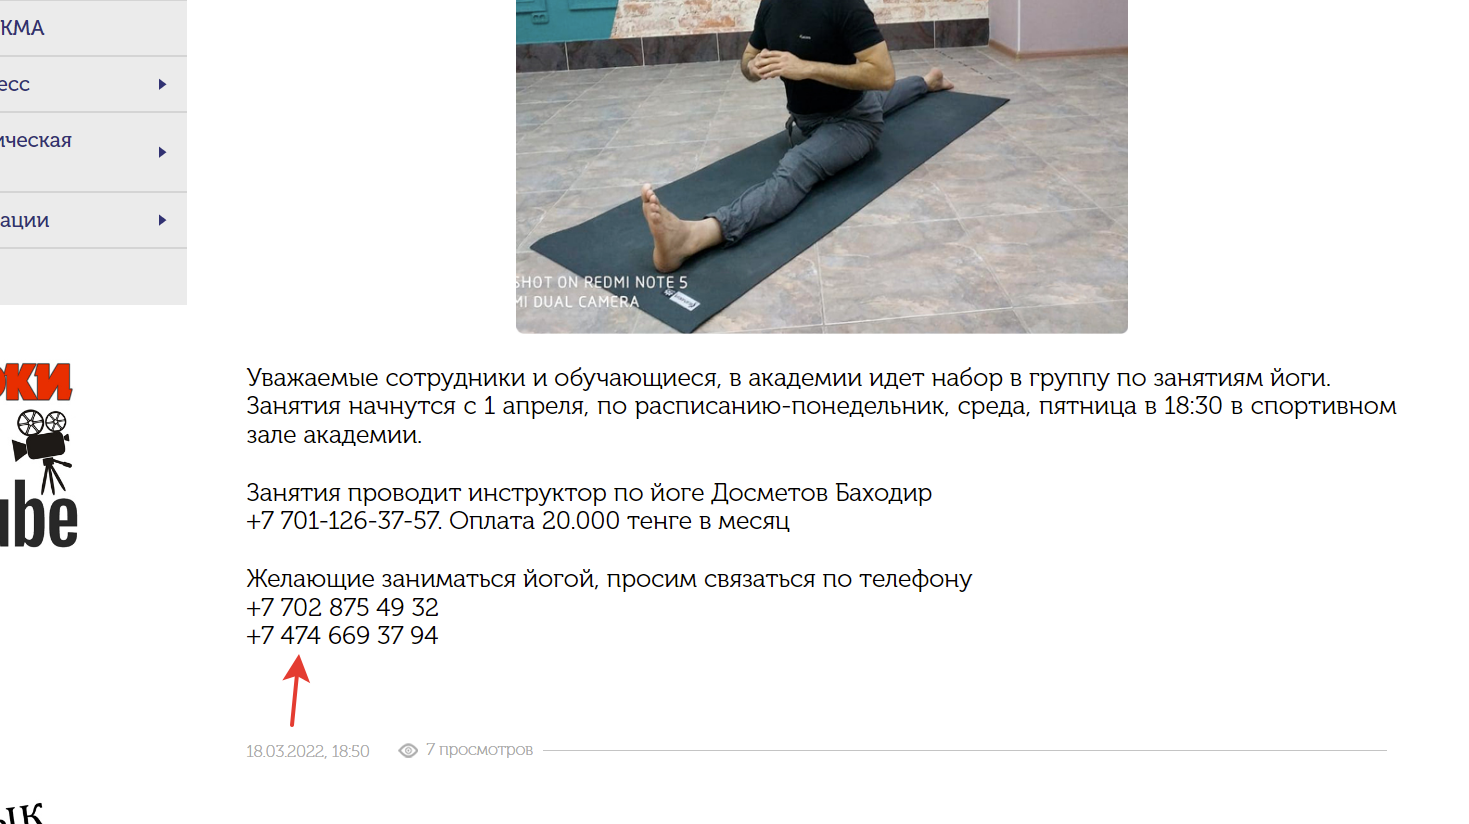 КМА
есс
ическая
ации
SHOT ON REDMI NOTE 5
MI DUAL CAMERA
оки
ube
Уважаемые сотрудники и обучающиеся, в академии идет набор в группу по занятиям йоги.
Занятия начнутся с 1 апреля, по расписанию-понедельник, среда, пятница в 18:30 в спортивном
зале академии.
Занятия проводит инструктор по йоге Досметов Баходир
+7 701-126-37-57. Оплата 20.000 тенге в месяц
Желающие заниматься йогой, просим связаться по телефону
+7 702 875 49 32
+7 474 669 37 94
18.03.2022, 18:50
7 просмотров
ык